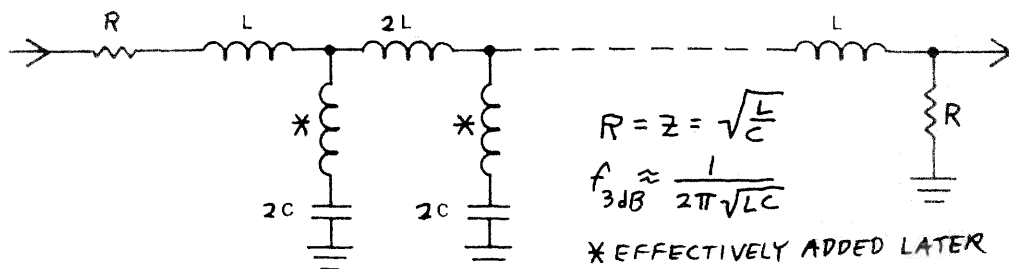 R L 2L L
* *
2C 2C
R = Z = √(L/C)
f3dB ≈ 1/(2π√LC)
R
* EFFECTIVELY ADDED LATER